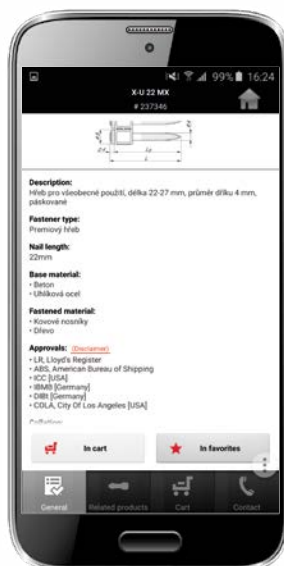 99% 16:24
X-U 22 MX
# 237346
Description:
Hřeb pro všeobecné použití, délka 22-27 mm, průměr dříku 4 mm,
páskované
Fastener type:
Premiový hřeb
Nail length:
22mm
Base material:
• Beton
• Uhlíková ocel
Fastened material:
• Kovové nosníky
• Dřevo
Approvals: (Disclaimer)
• LR, Lloyd's Register
• ABS, American Bureau of Shipping
• ICC [USA]
• IBMB [Germany]
• DIBt [Germany]
• COLA, City Of Los Angeles [USA]
In cart
In favorites
General Related products Cart Contact